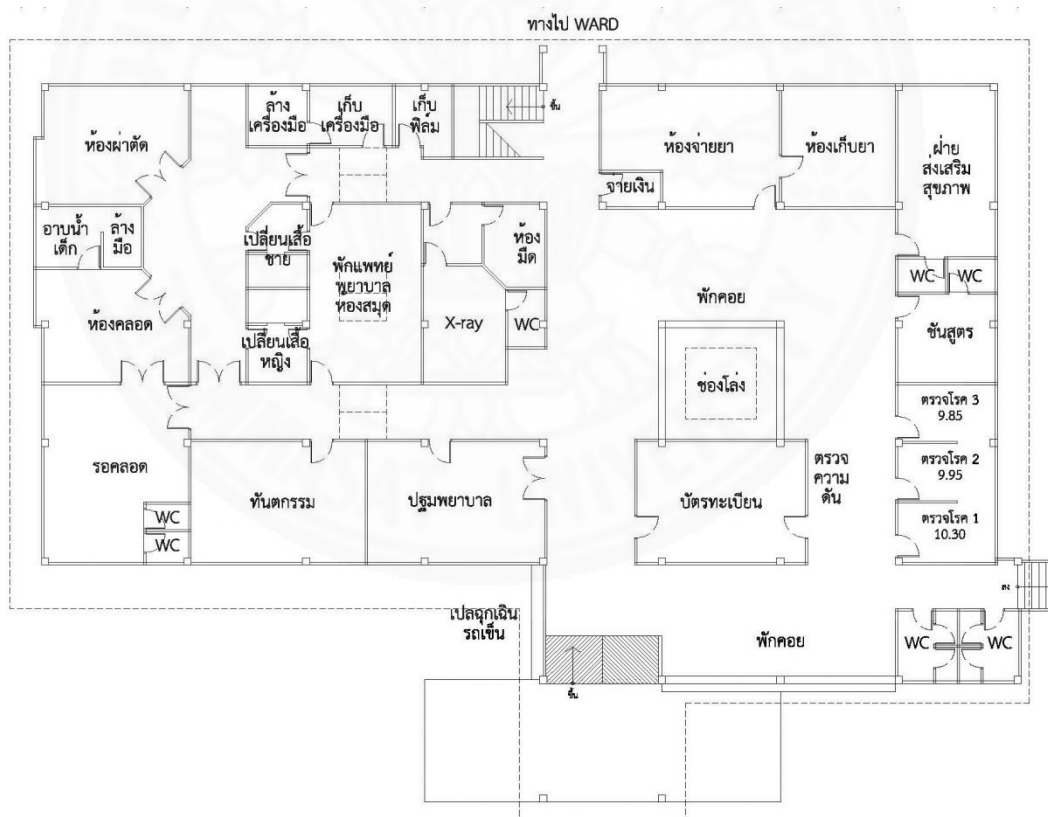 ทางไป WARD
ล้าง
เครื่องมือ
เก็บ
เครื่องมือ
เก็บ
ฟิล์ม
ขึ้น
ห้องผ่าตัด
ห้องจ่ายยา
ห้องเก็บยา
ฝ่าย
ส่งเสริม
สุขภาพ
จ่ายเงิน
อาบน้ำ
เด็ก
ล้าง
มือ
เปลี่ยนเสื้อ
ชาย
พักแพทย์
พยาบาล
ห้องสมุด
ห้อง
มืด
WC
WC
พักคอย
ห้องคลอด
เปลี่ยนเสื้อ
หญิง
X-ray
WC
ชันสูตร
ช่องโล่ง
ตรวจโรค 3
9.85
รอคลอด
ทันตกรรม
ปฐมพยาบาล
บัตรทะเบียน
ตรวจ
ความ
ดัน
ตรวจโรค 2
9.95
WC
WC
ตรวจโรค 1
10.30
ลง
เปลฉุกเฉิน
รถเข็น
พักคอย
WC
WC
ขึ้น